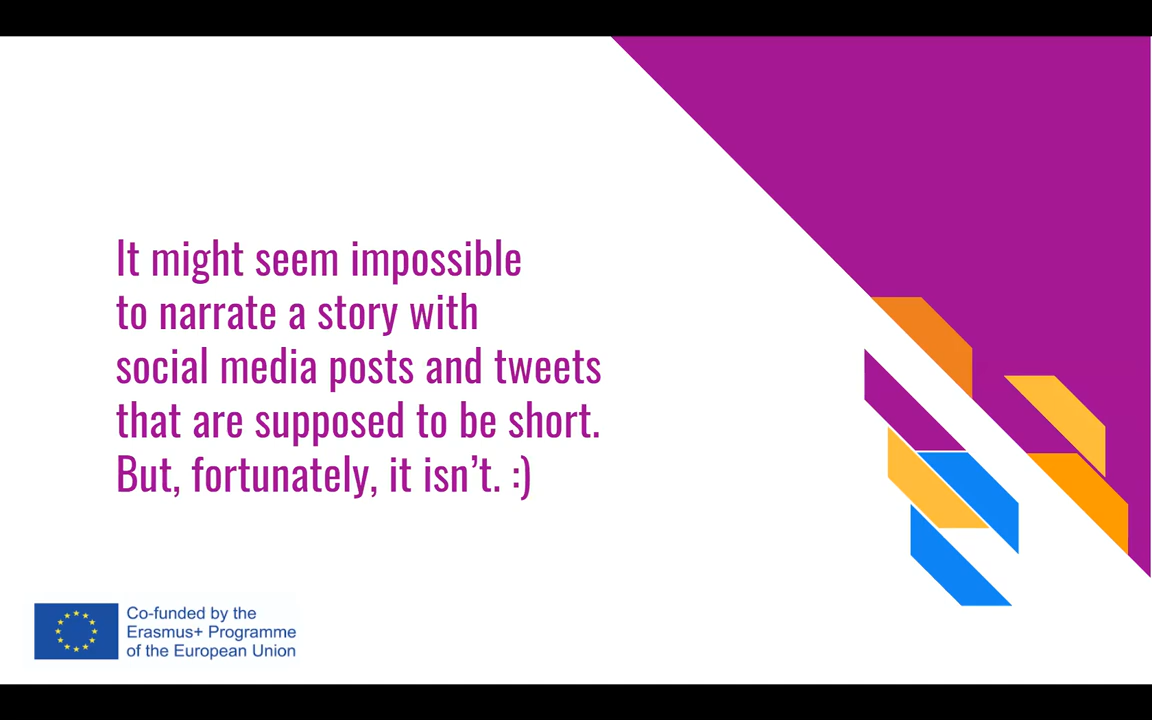 It might seem impossible
to narrate a story with
social media posts and tweets
that are supposed to be short.
But, fortunately, it isn’t. :)
Co-funded by the
Erasmus+ Programme
of the European Union